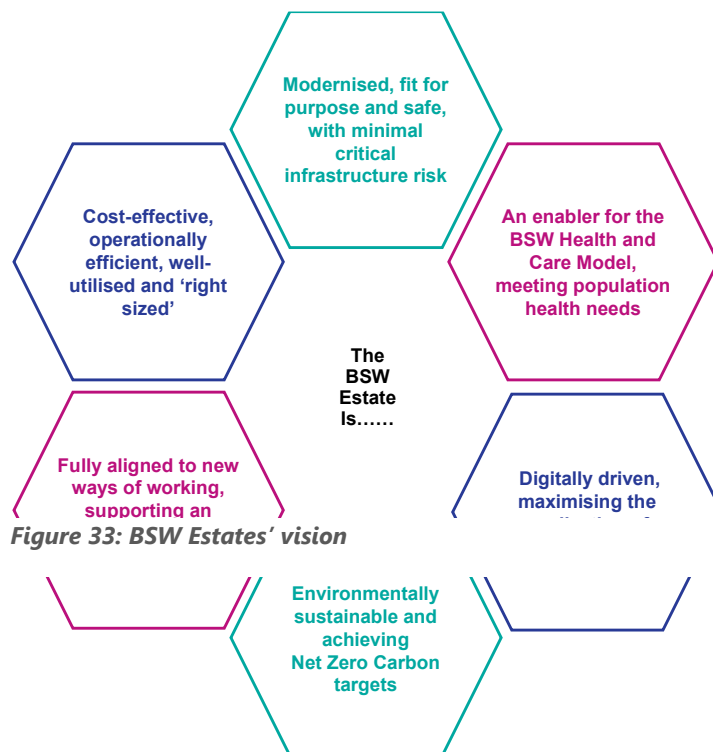 Modernised, fit for
purpose and safe,
with minimal
critical
infrastructure risk
Cost-effective,
operationally
efficient, well-
utilised and ‘right
sized’
An enabler for the
BSW Health and
Care Model,
meeting population
health needs
The
BSW
Estate
Is……
Fully aligned to new
ways of working,
supporting an
Digitally driven,
maximising the
Figure 33: BSW Estates’ vision
Environmentally
sustainable and
achieving
Net Zero Carbon
targets